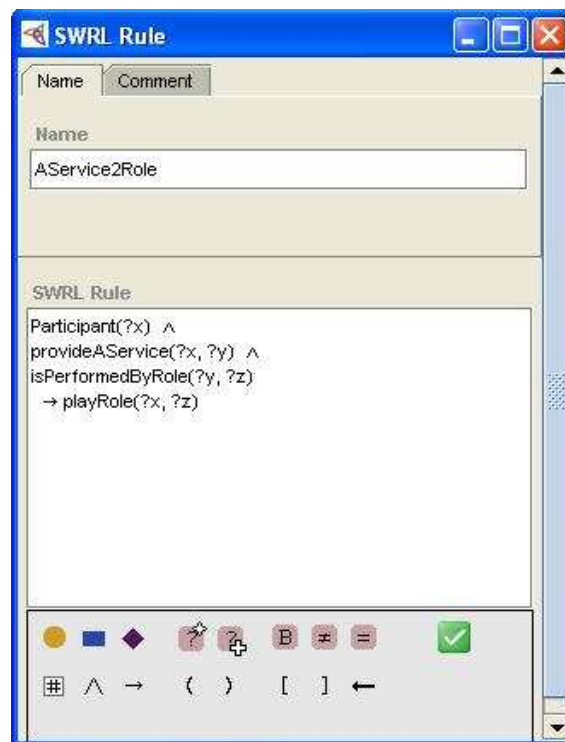 SWRL Rule
Name Comment
Name
AService2Role
SWRL Rule
Participant(?x) ∧
provideAService(?x, ?y) ∧
isPerformedByRole(?y, ?z)
→ playRole(?x, ?z)
? ? B ≠ =
# ∧ → ( ) [ ] ←